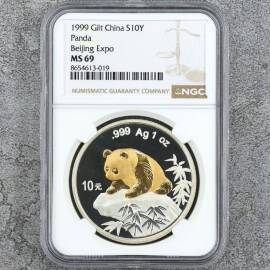 1999 Gilt China S10Y
Panda
Beijing Expo
MS 69
8654613-019
NUMISMATIC GUARANTY COMPANY
NGC
.999 Ag 1 oz
10元